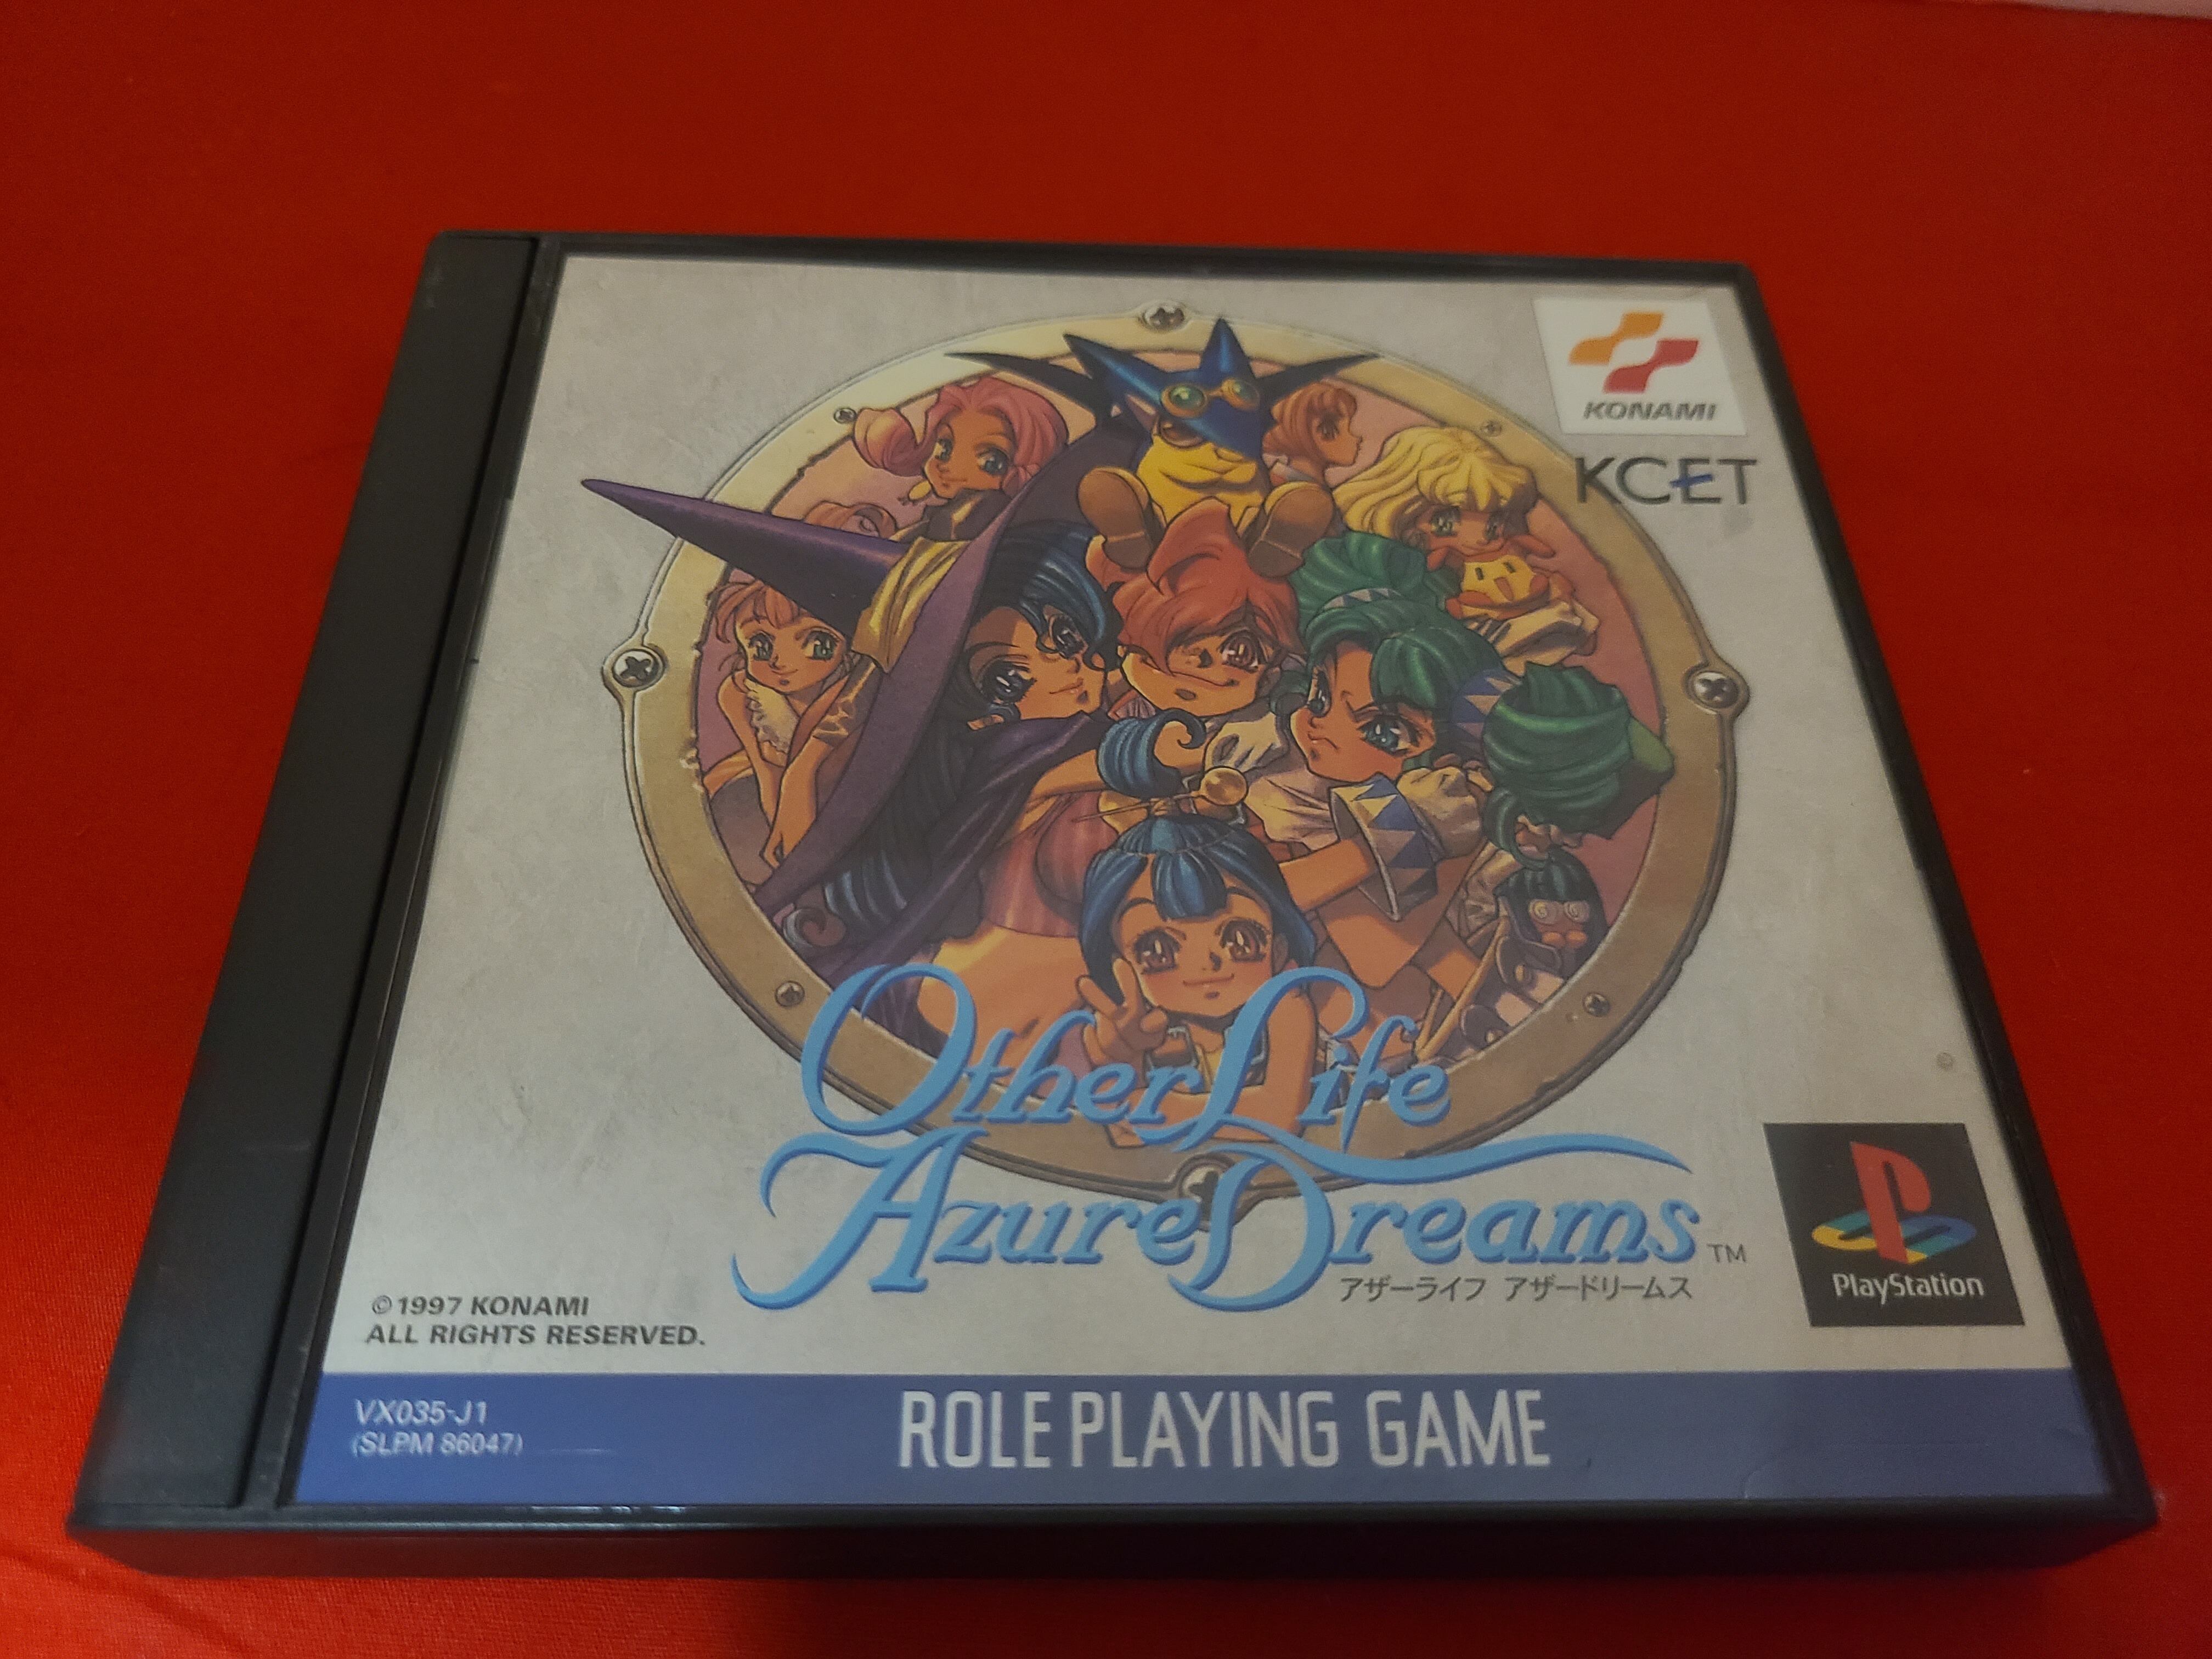 KONAMI
KCET
Other Life
Azure Dreams TM
アザーライフ アザードリームス
PlayStation
©1997 KONAMI
ALL RIGHTS RESERVED.
VX035-J1
(SLPM 86047)
ROLE PLAYING GAME